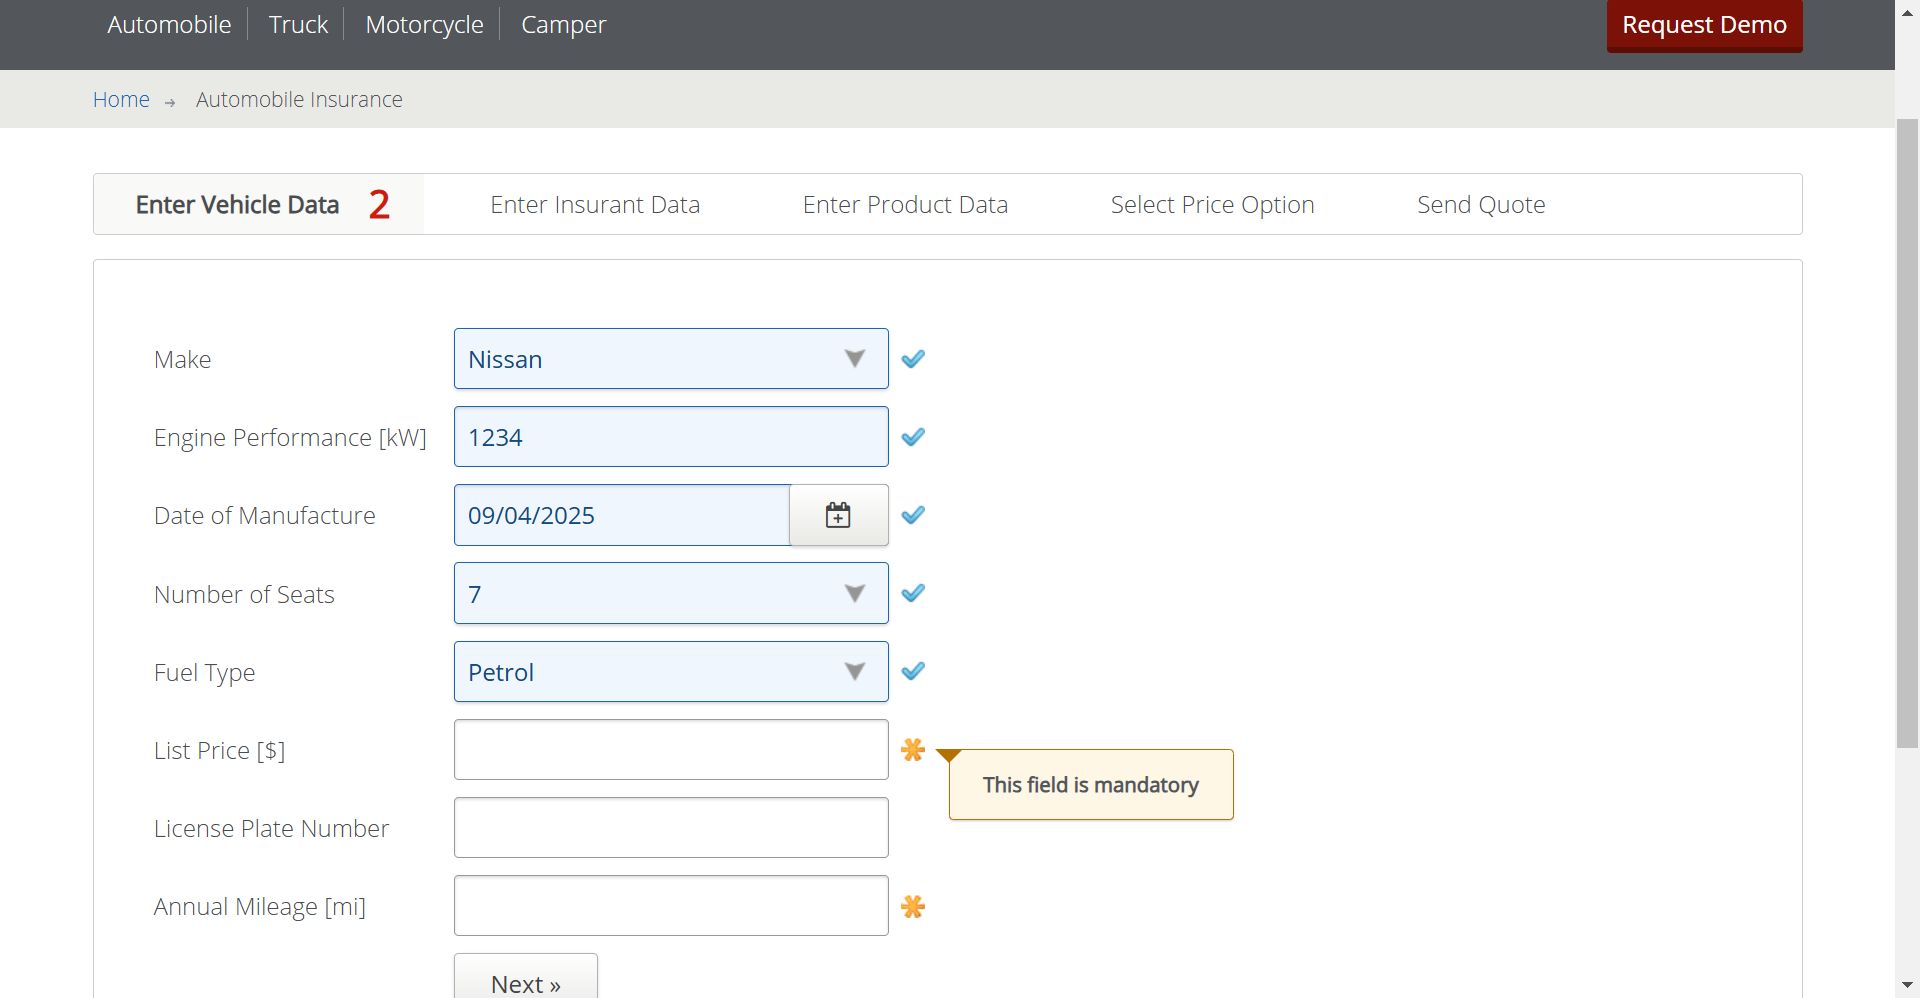 Automobile Truck Motorcycle Camper Request Demo
Home → Automobile Insurance
Enter Vehicle Data 2 Enter Insurant Data Enter Product Data Select Price Option Send Quote
Make Nissan
Engine Performance [kW] 1234
Date of Manufacture 09/04/2025
Number of Seats 7
Fuel Type Petrol
List Price [$]
This field is mandatory
License Plate Number
Annual Mileage [mi]
Next »